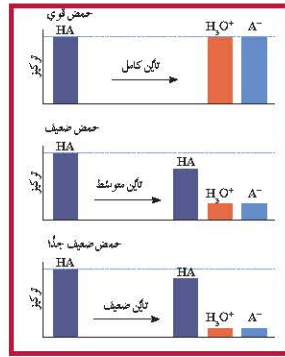 حمض قوي
HA
H₃O⁺ A⁻
تركيز
تأين كامل
حمض ضعيف
HA
HA
H₃O⁺ A⁻
تركيز
تأين متوسط
حمض ضعيف جدًا
HA
HA
H₃O⁺ A⁻
تركيز
تأين ضعيف